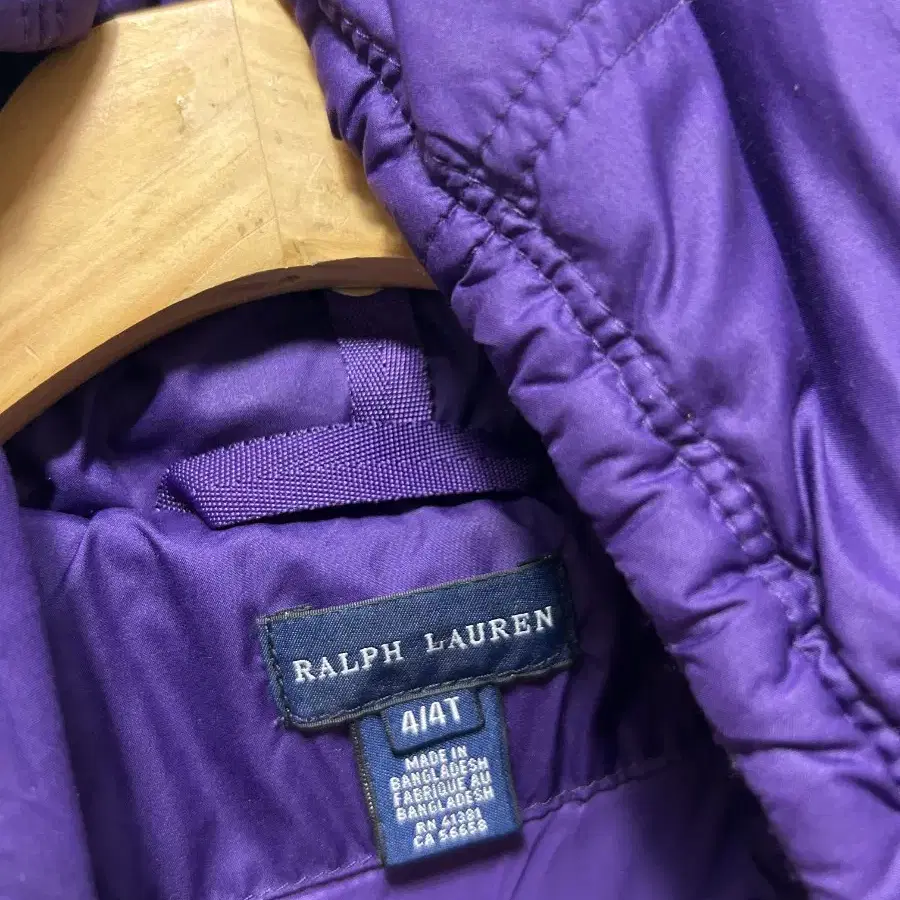 RALPH LAUREN
4/4T
MADE IN
BANGLADESH
FABRIQUE AU
BANGLADESH
RN 41381
CA 56658